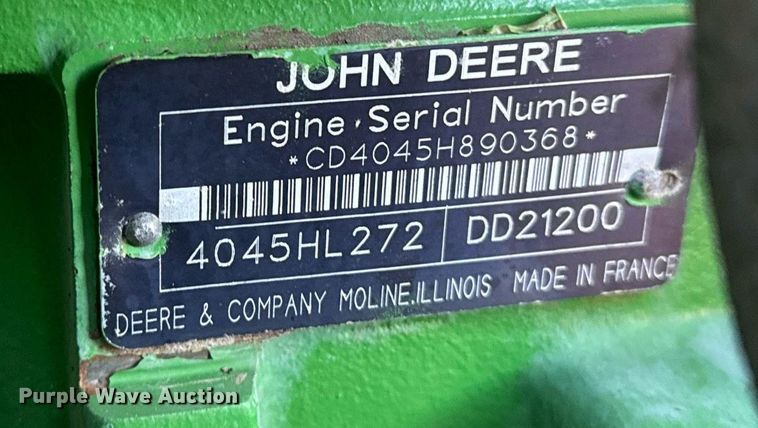 JOHN DEERE
Engine Serial Number
*CD4045H890368*
4045HL272 DD21200
DEERE & COMPANY MOLINE.ILLINOIS MADE IN FRANCE
Purple Wave Auction